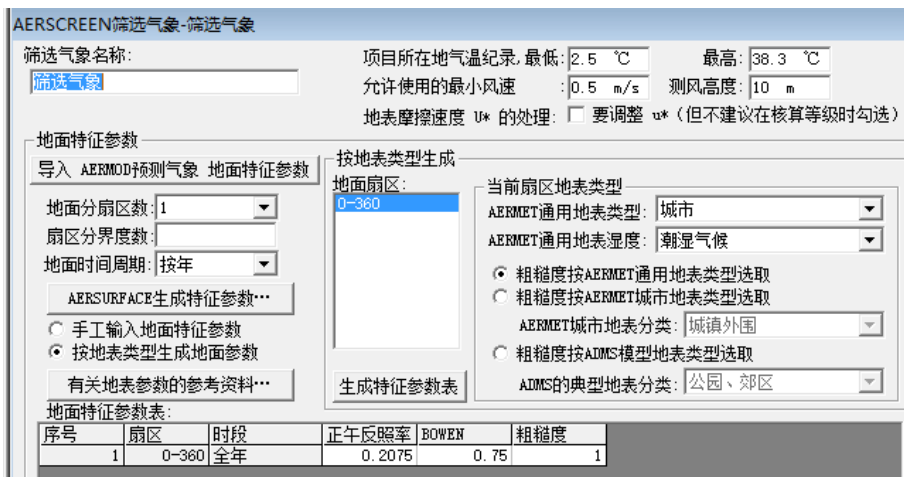 AERSCREEN筛选气象-筛选气象
筛选气象名称:
筛选气象
项目所在地气温纪录,最低: 2.5 ℃ 最高: 38.3 ℃
允许使用的最小风速 : 0.5 m/s 测风高度: 10 m
地表摩擦速度 U* 的处理: 要调整 u*（但不建议在核算等级时勾选）
地面特征参数
导入 AERMOD预测气象 地面特征参数
地面分扇区数: 1
扇区分界度数:
地面时间周期: 按年
AERSURFACE生成特征参数…
手工输入地面特征参数
按地表类型生成地面参数
有关地表参数的参考资料…
按地表类型生成
地面扇区:
0-360
生成特征参数表
当前扇区地表类型
AERMET通用地表类型: 城市
AERMET通用地表湿度: 潮湿气候
粗糙度按AERMET通用地表类型选取
粗糙度按AERMET城市地表类型选取
AERMET城市地表分类: 城镇外围
粗糙度按ADMS模型地表类型选取
ADMS的典型地表分类: 公园、郊区
地面特征参数表:
序号 扇区 时段 正午反照率 BOWEN 粗糙度
1 0-360 全年 0.2075 0.75 1